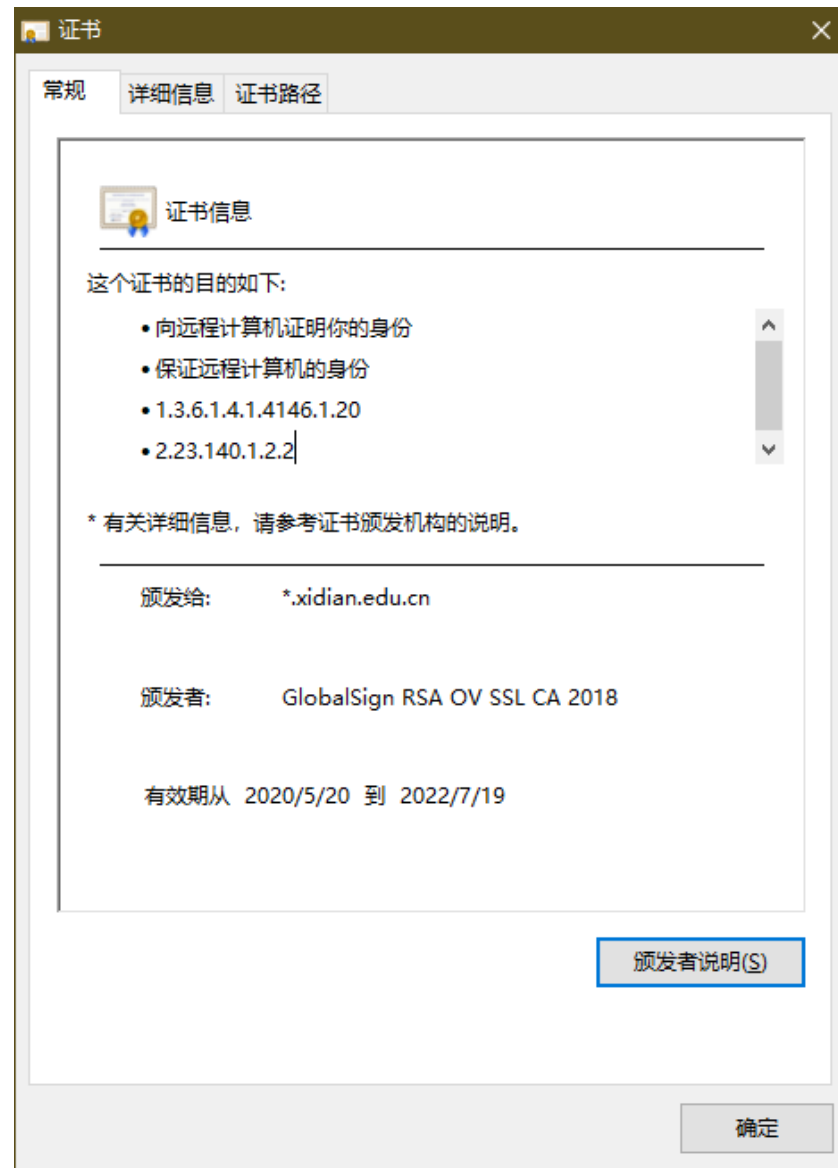 证书
常规 详细信息 证书路径
证书信息
这个证书的目的如下:
• 向远程计算机证明你的身份
• 保证远程计算机的身份
• 1.3.6.1.4.1.4146.1.20
• 2.23.140.1.2.2
* 有关详细信息，请参考证书颁发机构的说明。
颁发给: *.xidian.edu.cn
颁发者: GlobalSign RSA OV SSL CA 2018
有效期从 2020/5/20 到 2022/7/19
颁发者说明(S)
确定